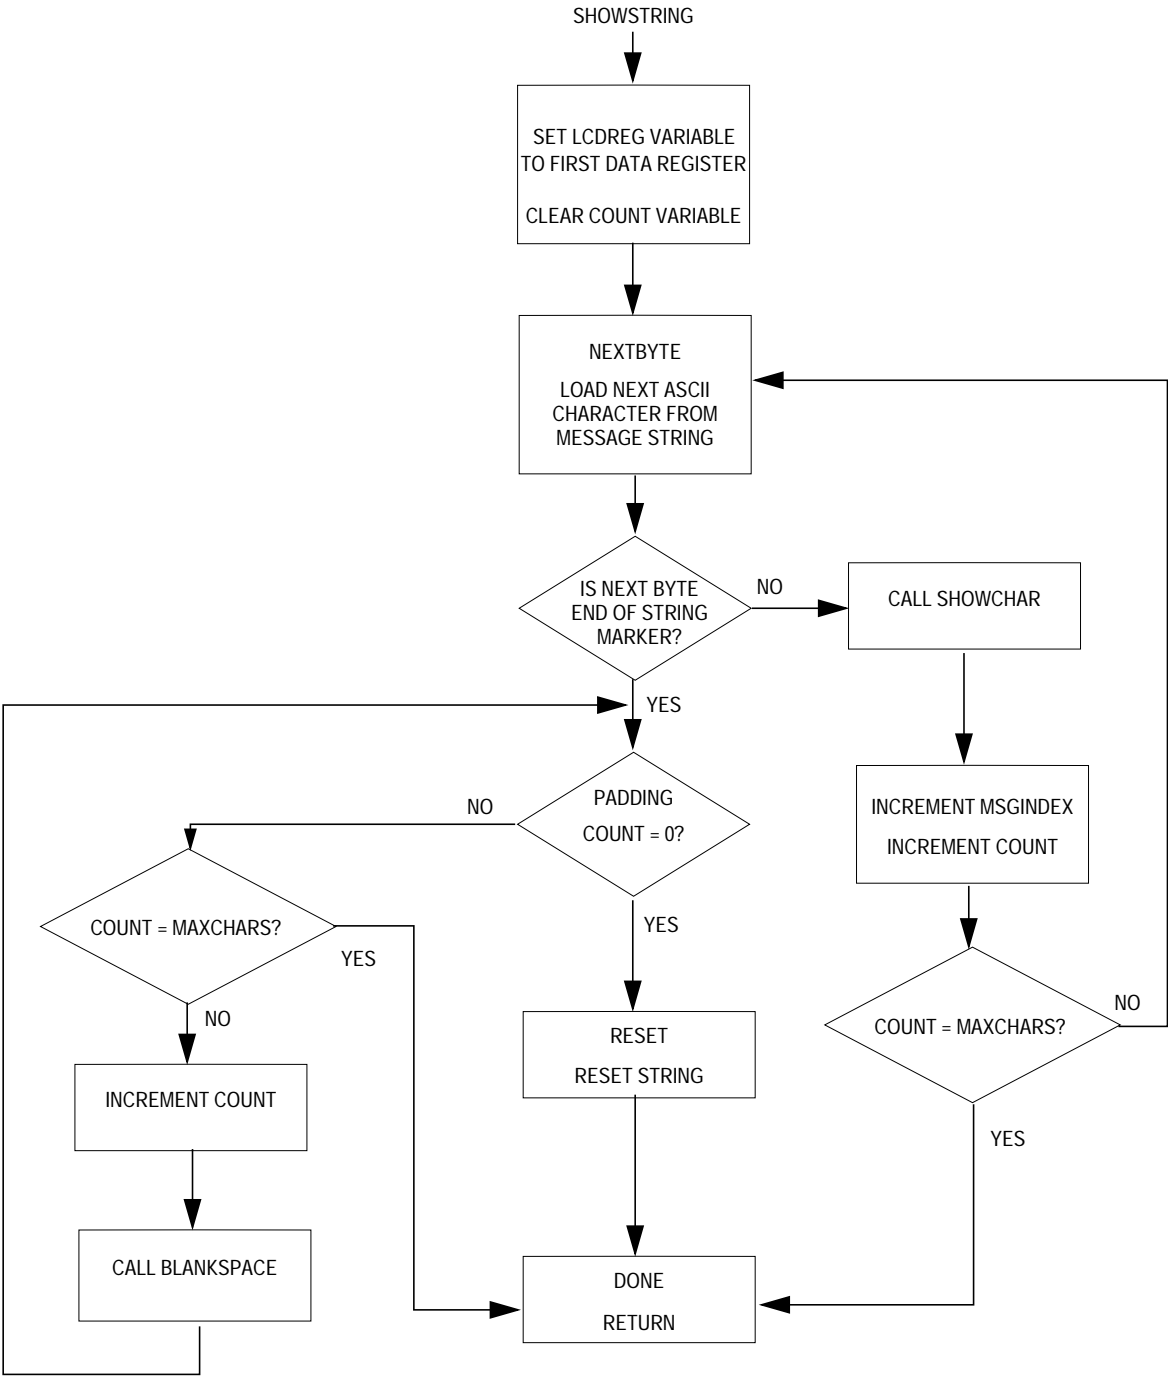 SHOWSTRING
SET LCDREG VARIABLE
TO FIRST DATA REGISTER
CLEAR COUNT VARIABLE
NEXTBYTE
LOAD NEXT ASCII
CHARACTER FROM
MESSAGE STRING
IS NEXT BYTE
END OF STRING
MARKER?
NO
CALL SHOWCHAR
YES
INCREMENT MSGINDEX
INCREMENT COUNT
PADDING
COUNT = 0?
NO
COUNT = MAXCHARS?
YES
NO
YES
COUNT = MAXCHARS?
NO
YES
INCREMENT COUNT
CALL BLANKSPACE
RESET
RESET STRING
DONE
RETURN